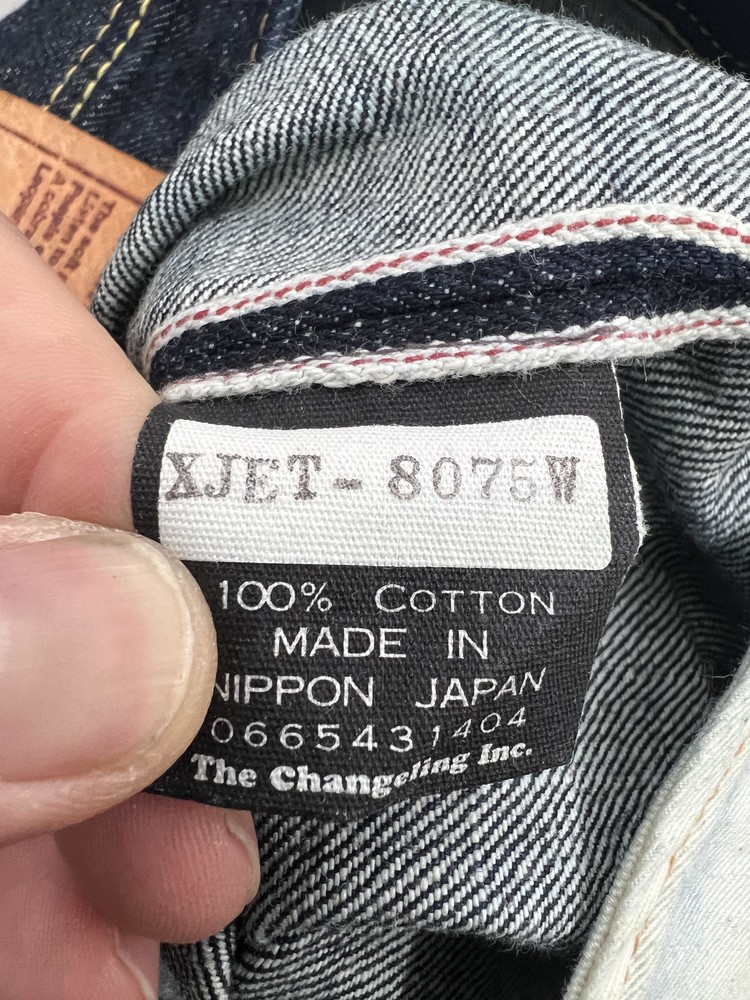 XJET-8075W
100% COTTON
MADE IN
NIPPON JAPAN
0665431404
The Changeling Inc.